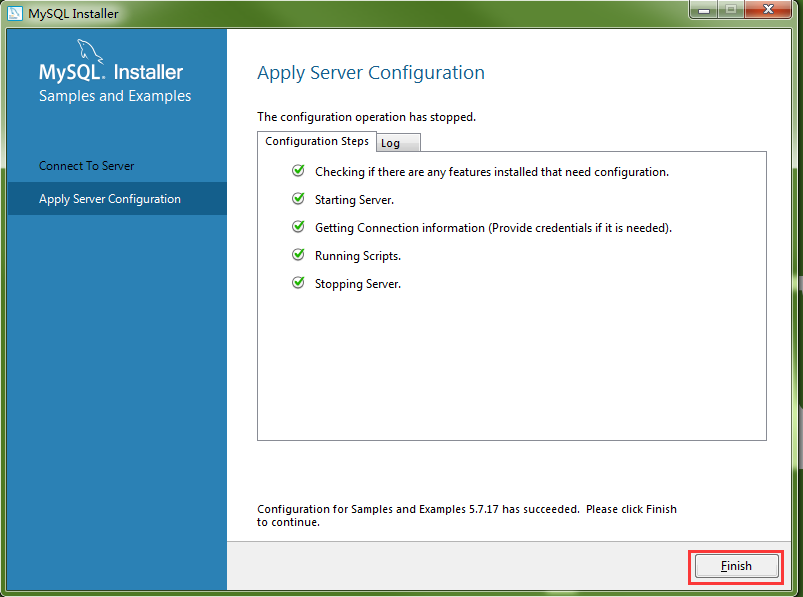 MySQL Installer
MySQL. Installer
Samples and Examples
Connect To Server
Apply Server Configuration
Apply Server Configuration
The configuration operation has stopped.
Configuration Steps
Log
Checking if there are any features installed that need configuration.
Starting Server.
Getting Connection information (Provide credentials if it is needed).
Running Scripts.
Stopping Server.
Configuration for Samples and Examples 5.7.17 has succeeded. Please click Finish
to continue.
Finish